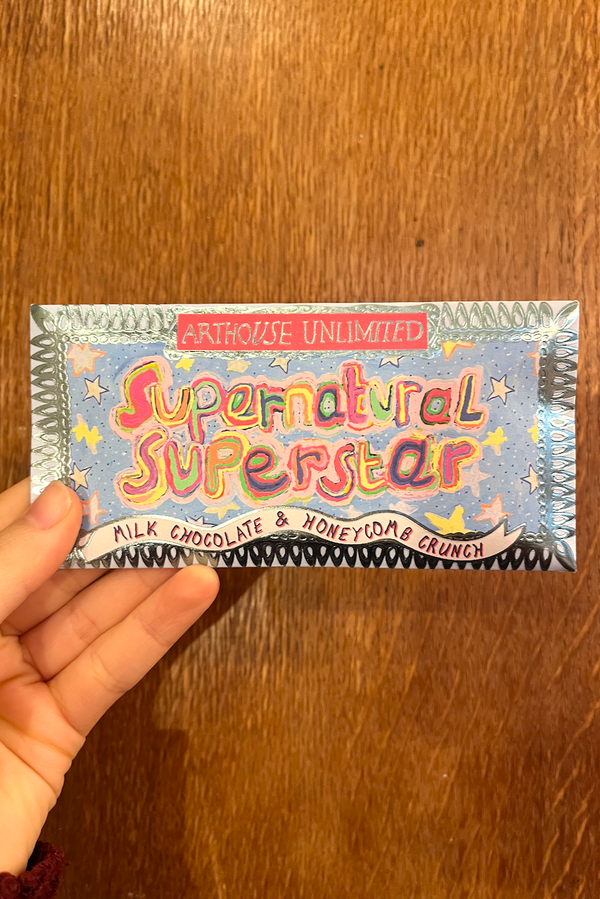 ARTHOUSE UNLIMITED
Supernatural
Superstar
MILK CHOCOLATE & HONEYCOMB CRUNCH